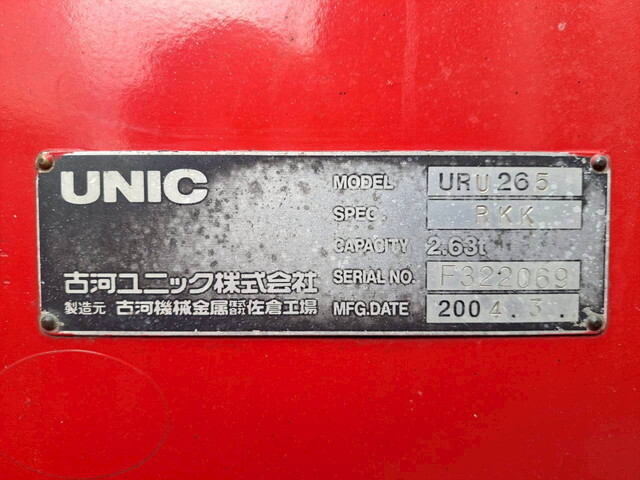 UNIC
MODEL URU265
SPEC RKK
CAPACITY 2.63t
古河ユニック株式会社
SERIAL NO. F322069
製造元 古河機械金属株式会社佐倉工場
MFG.DATE 2004.3.